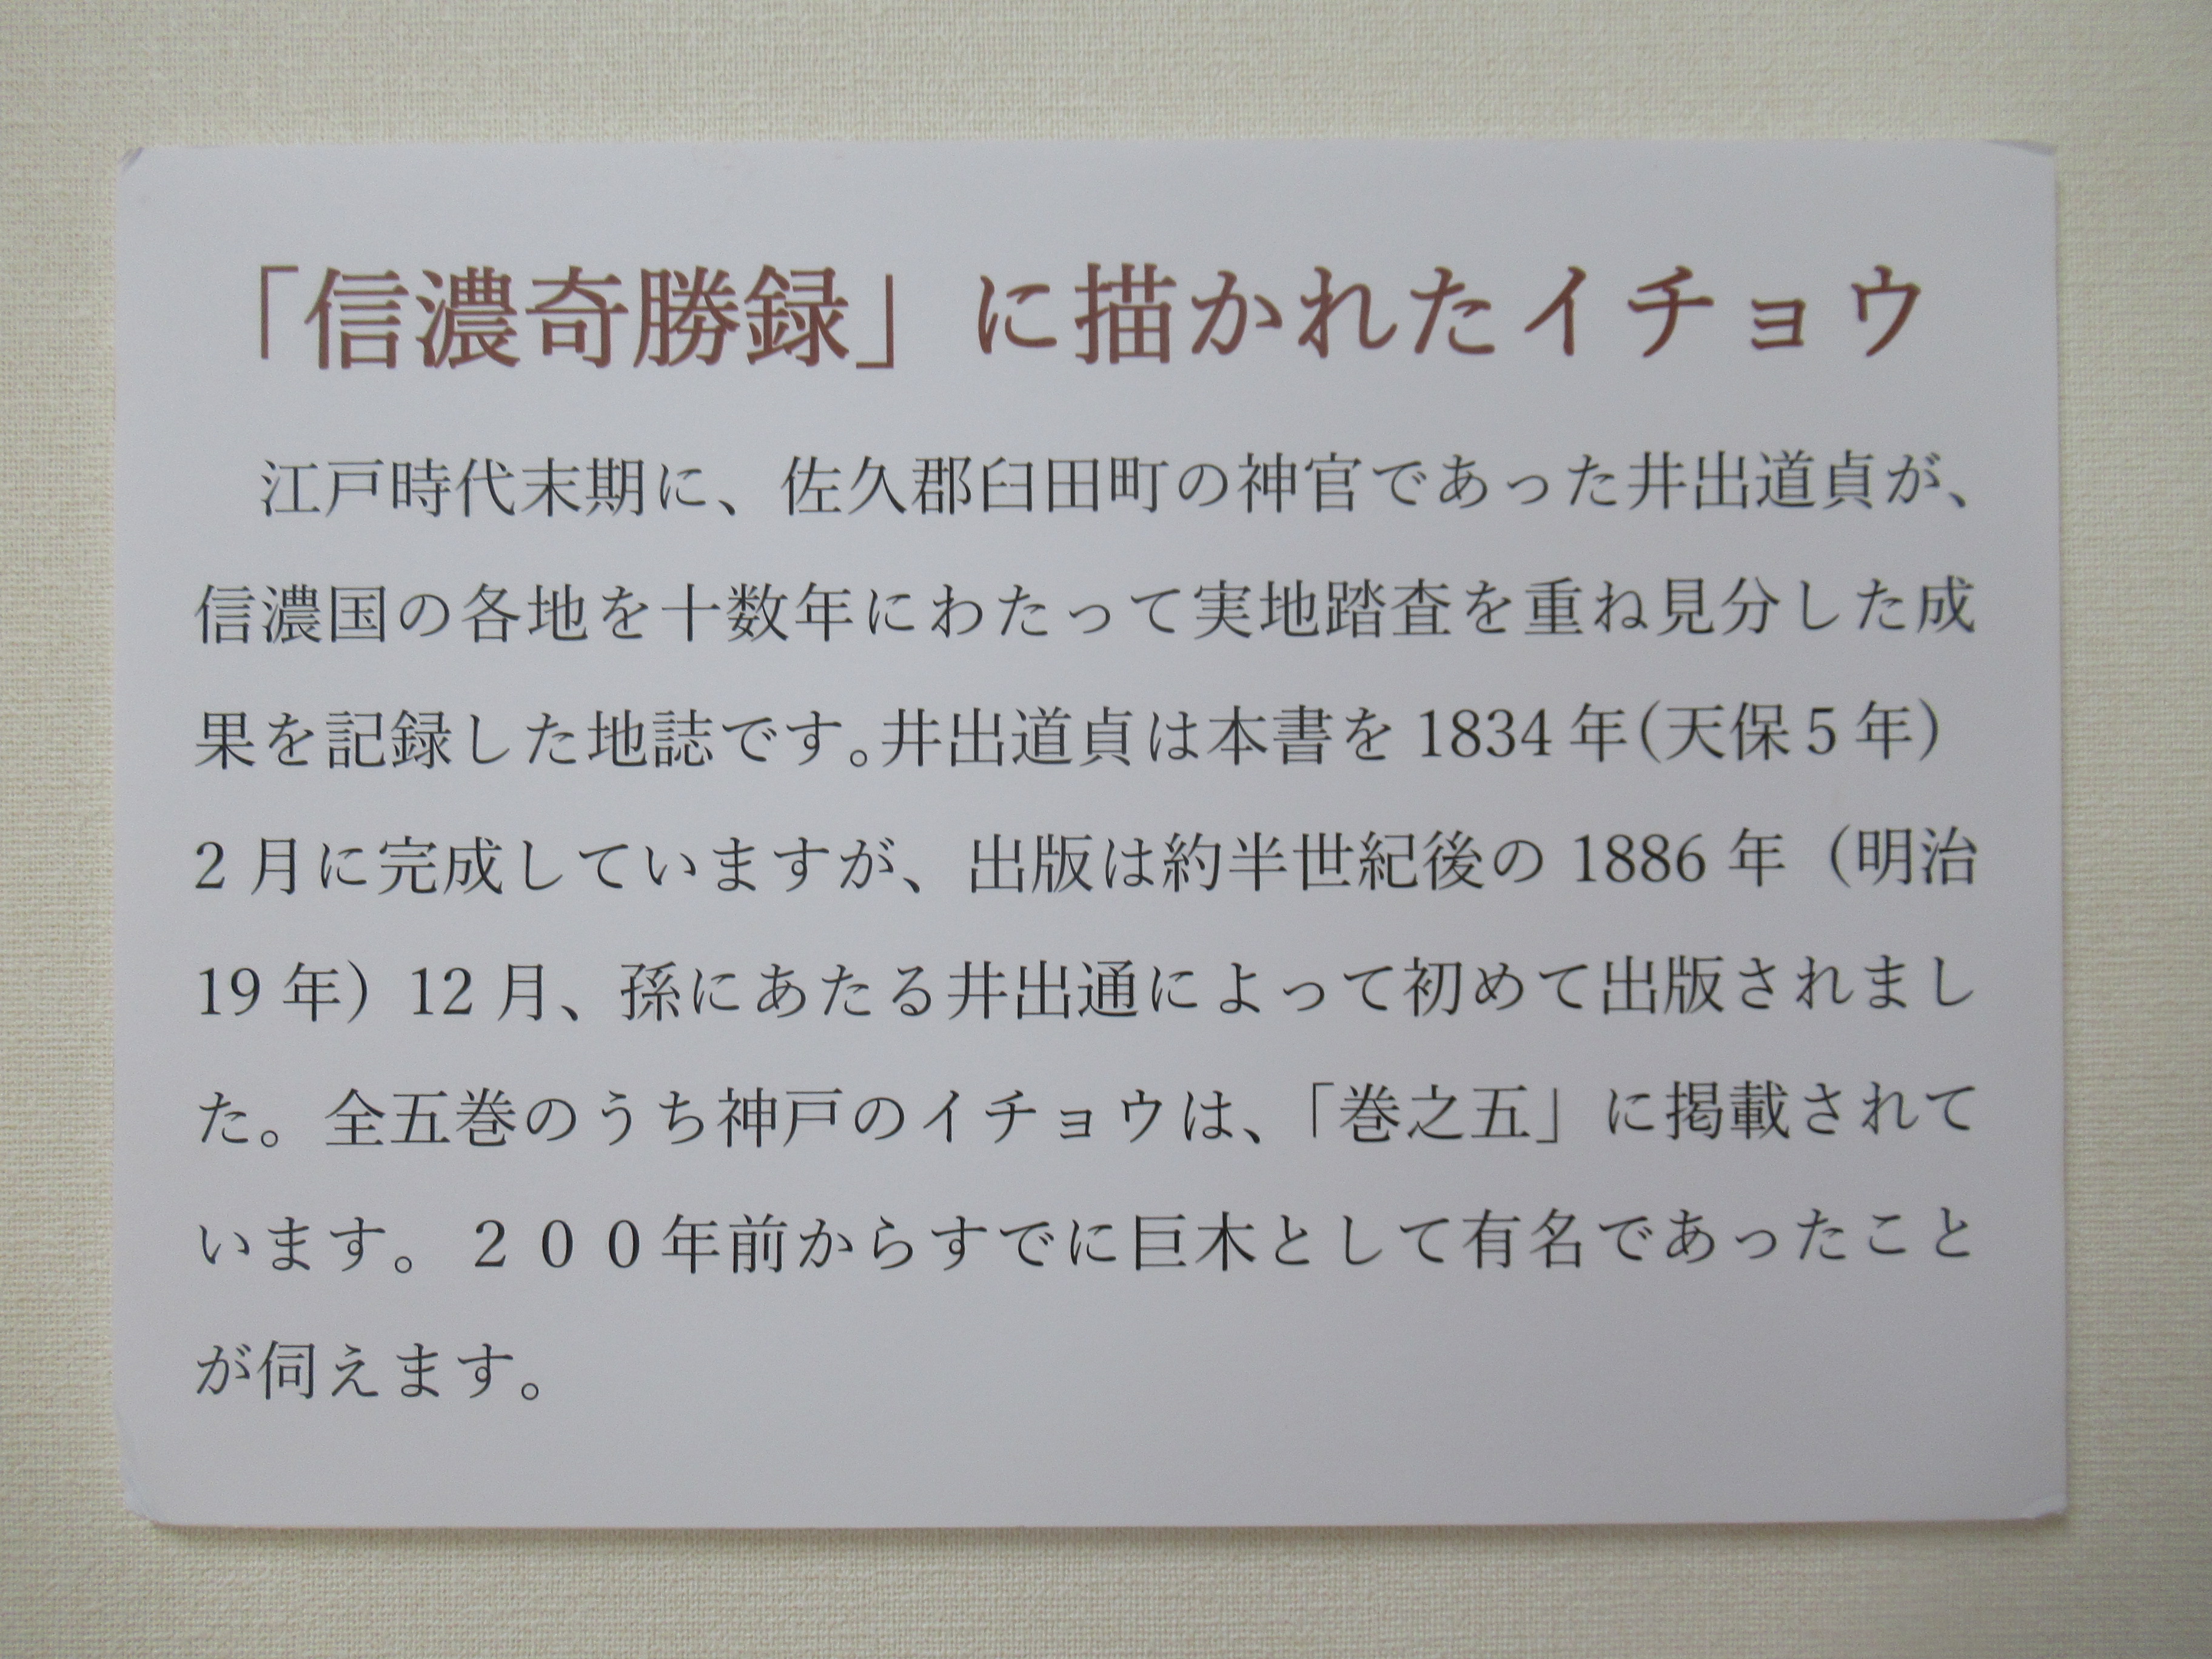 「信濃奇勝録」に描かれたイチョウ
江戸時代末期に、佐久郡臼田町の神官であった井出道貞が、
信濃国の各地を十数年にわたって実地踏査を重ね見分した成
果を記録した地誌です。井出道貞は本書を 1834 年(天保５年)
2 月に完成していますが、出版は約半世紀後の 1886 年（明治
19 年）12 月、孫にあたる井出通によって初めて出版されまし
た。全五巻のうち神戸のイチョウは、「巻之五」に掲載されて
います。２００年前からすでに巨木として有名であったこと
が伺えます。